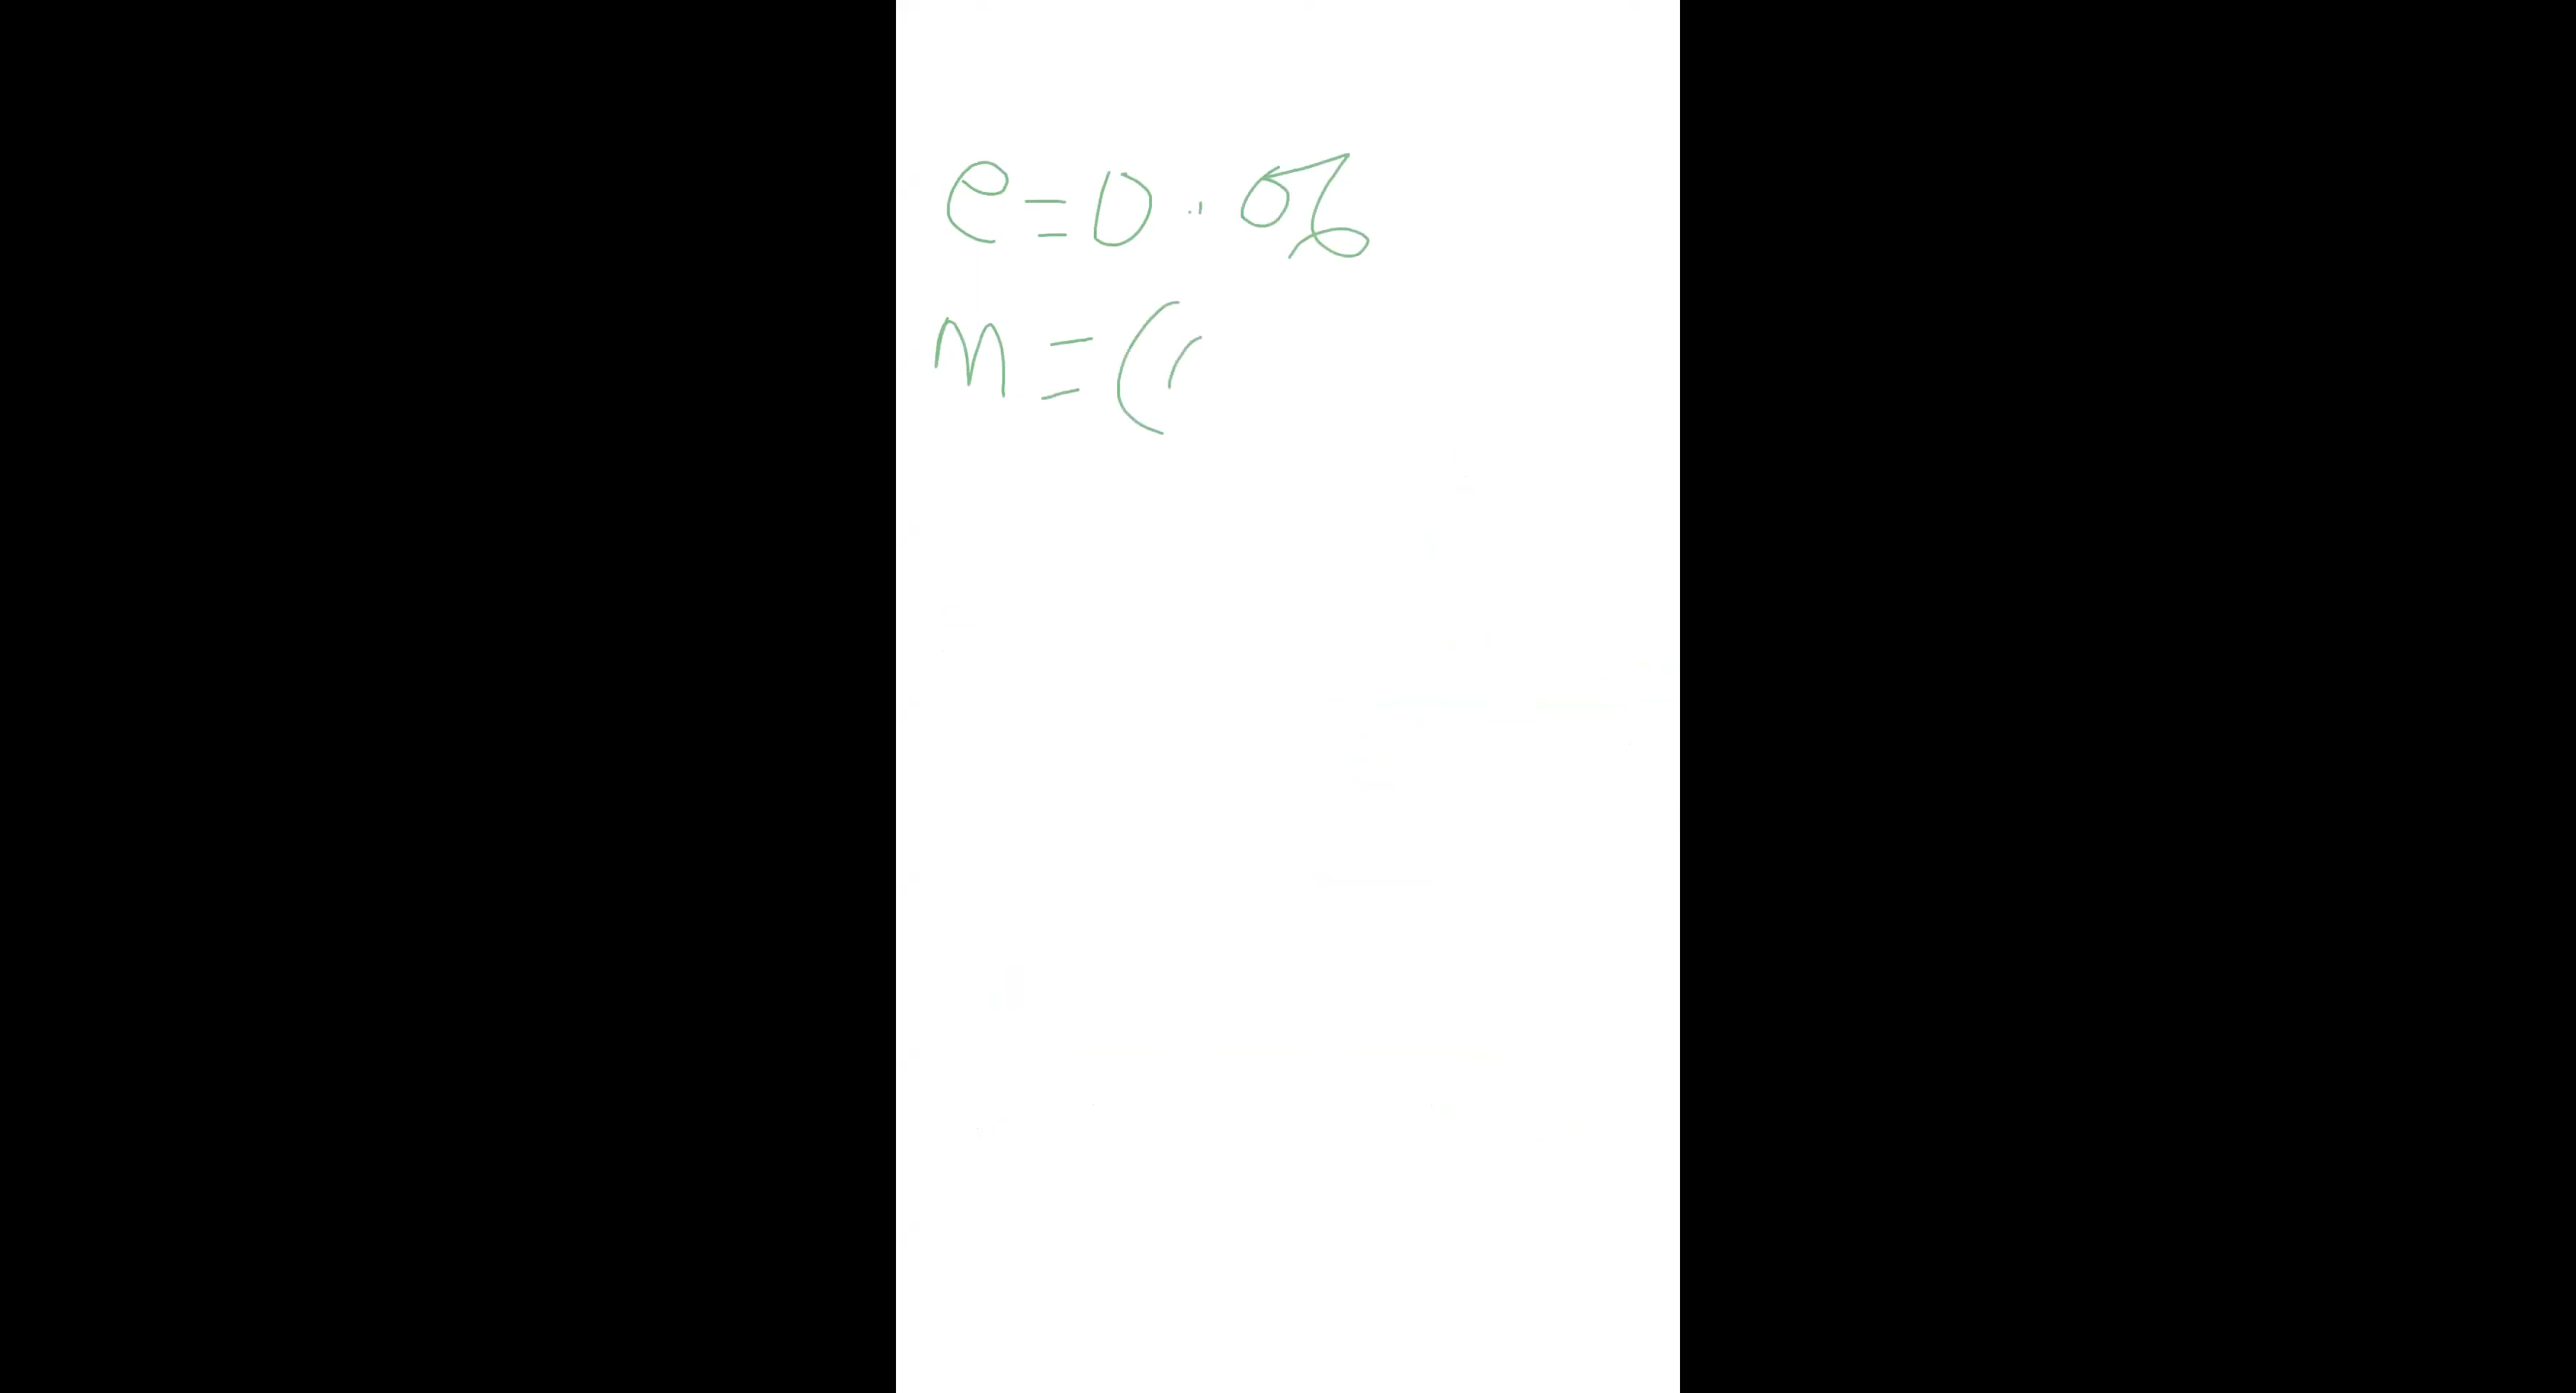 e = 0.06
m = ((